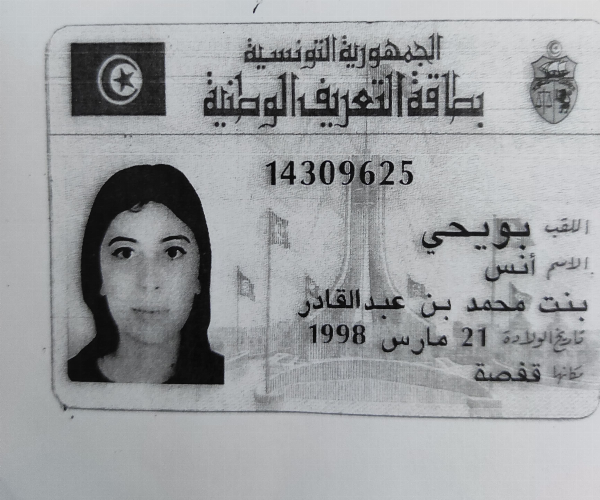 الجمهورية التونسية
بطاقة التعريف الوطنية
14309625
اللقب بويحي
الاسم أنس
بنت محمد بن عبدالقادر
تاريخ الولادة 21 مارس 1998
مكانها قفصة